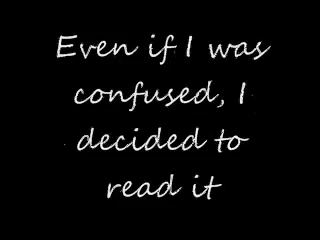 Even if I was
confused, I
decided to
read it